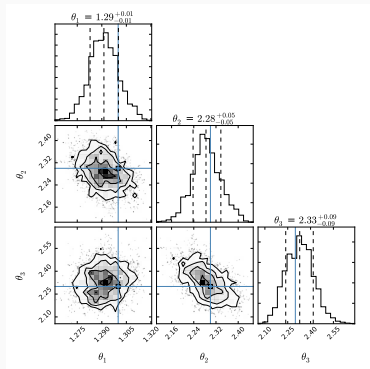 θ₁ = 1.29 +0.01 −0.01
θ₂ = 2.28 +0.05 −0.05
θ₃ = 2.33 +0.09 −0.09
2.40
2.32
2.24
2.16
θ₂
2.55
2.40
2.25
2.10
θ₃
1.275 1.290 1.305 1.320
2.16 2.24 2.32 2.40
2.10 2.25 2.40 2.55
θ₁ θ₂ θ₃